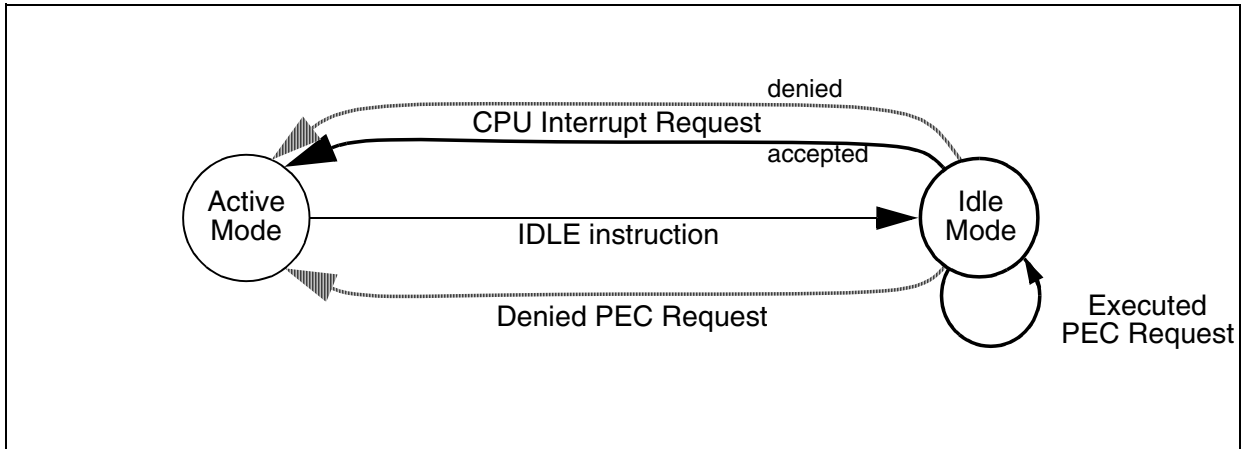 denied
CPU Interrupt Request
accepted
Active
Mode
Idle
Mode
IDLE instruction
Denied PEC Request
Executed
PEC Request